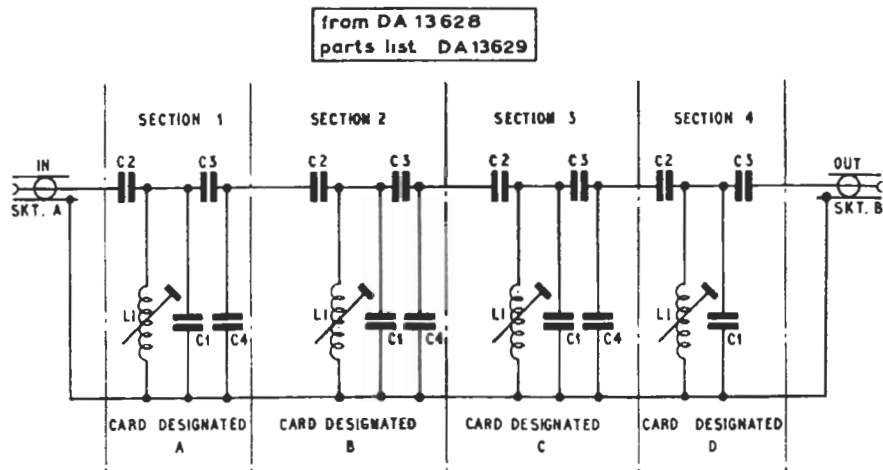 from DA 13628
parts list DA13629
SECTION 1
SECTION 2
SECTION 3
SECTION 4
IN
C2
C3
C2
C3
C2
C3
C2
C3
OUT
SKT. A
SKT. B
L1
C1
C4
L1
C1
C4
L1
C1
C4
L1
C1
CARD DESIGNATED
A
CARD DESIGNATED
B
CARD DESIGNATED
C
CARD DESIGNATED
D